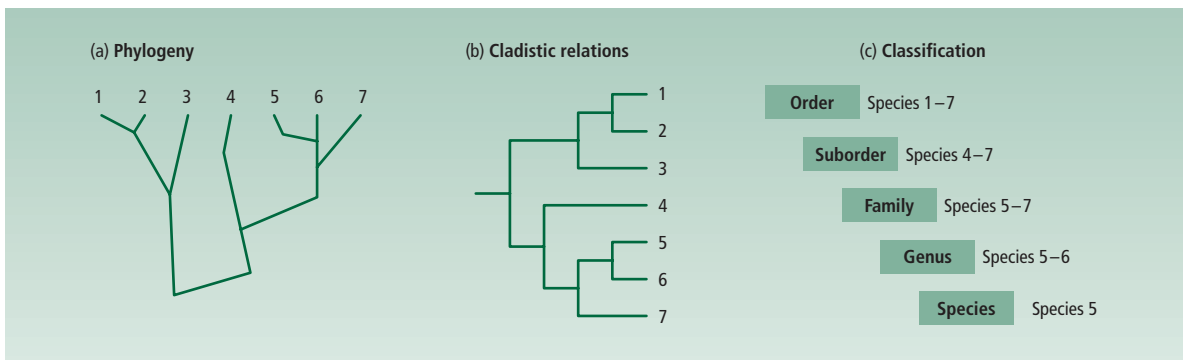 (a) Phylogeny
1 2 3 4 5 6 7
(b) Cladistic relations
1
2
3
4
5
6
7
(c) Classification
Order Species 1–7
Suborder Species 4–7
Family Species 5–7
Genus Species 5–6
Species Species 5